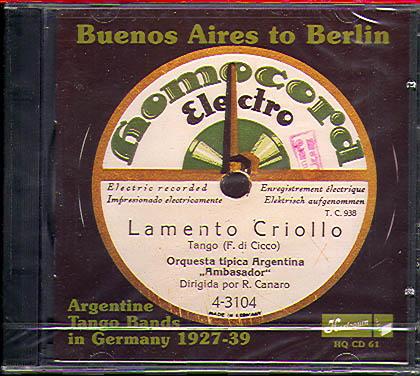 Buenos Aires to Berlin
Homocord
Electro
Electric recorded
Enregistrement électrique
Impresionado electricamente
Elektrisch aufgenommen
T. C. 938
Lamento Criollo
Tango (F. di Cicco)
Orquesta típica Argentina
„Ambasador"
Dirigida por R. Canaro
4-3104
MADE IN GERMANY
Argentine
Tango Bands
in Germany 1927-39
Harlequin
HQ CD 61